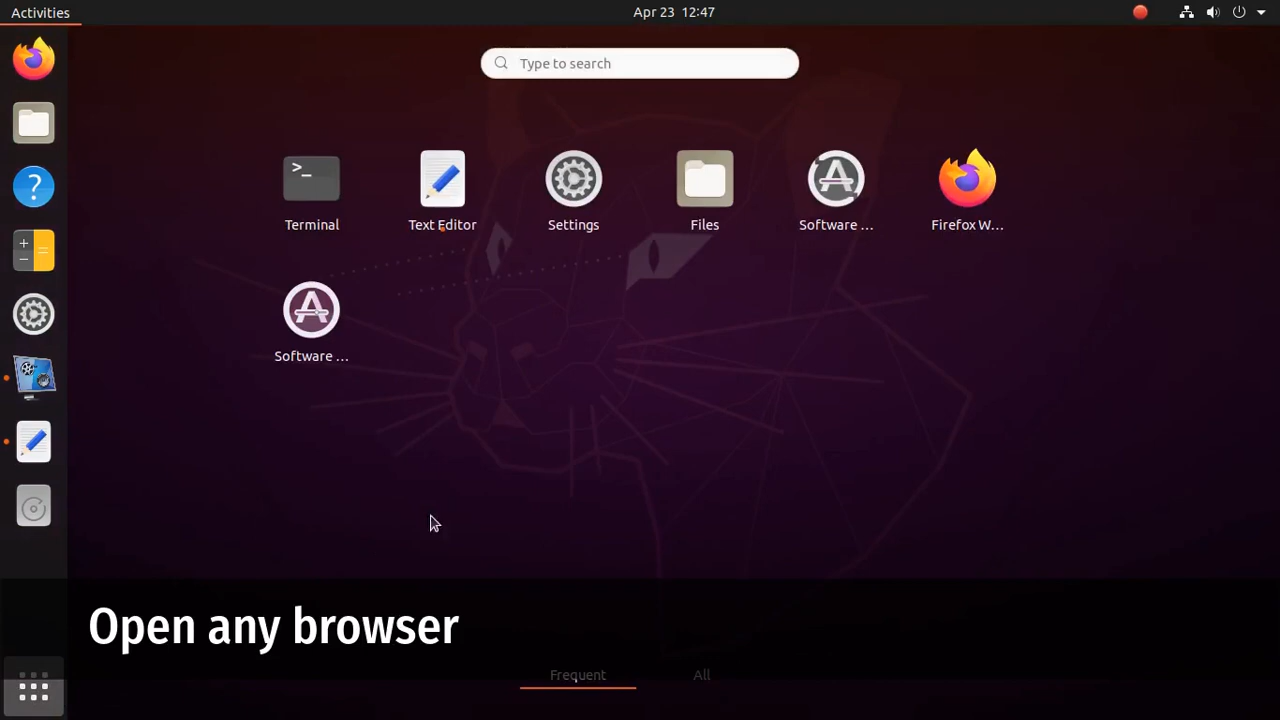 Activities
Apr 23 12:47
Type to search
Terminal
Text Editor
Settings
Files
Software ...
Firefox W...
Software ...
Open any browser
Frequent
All